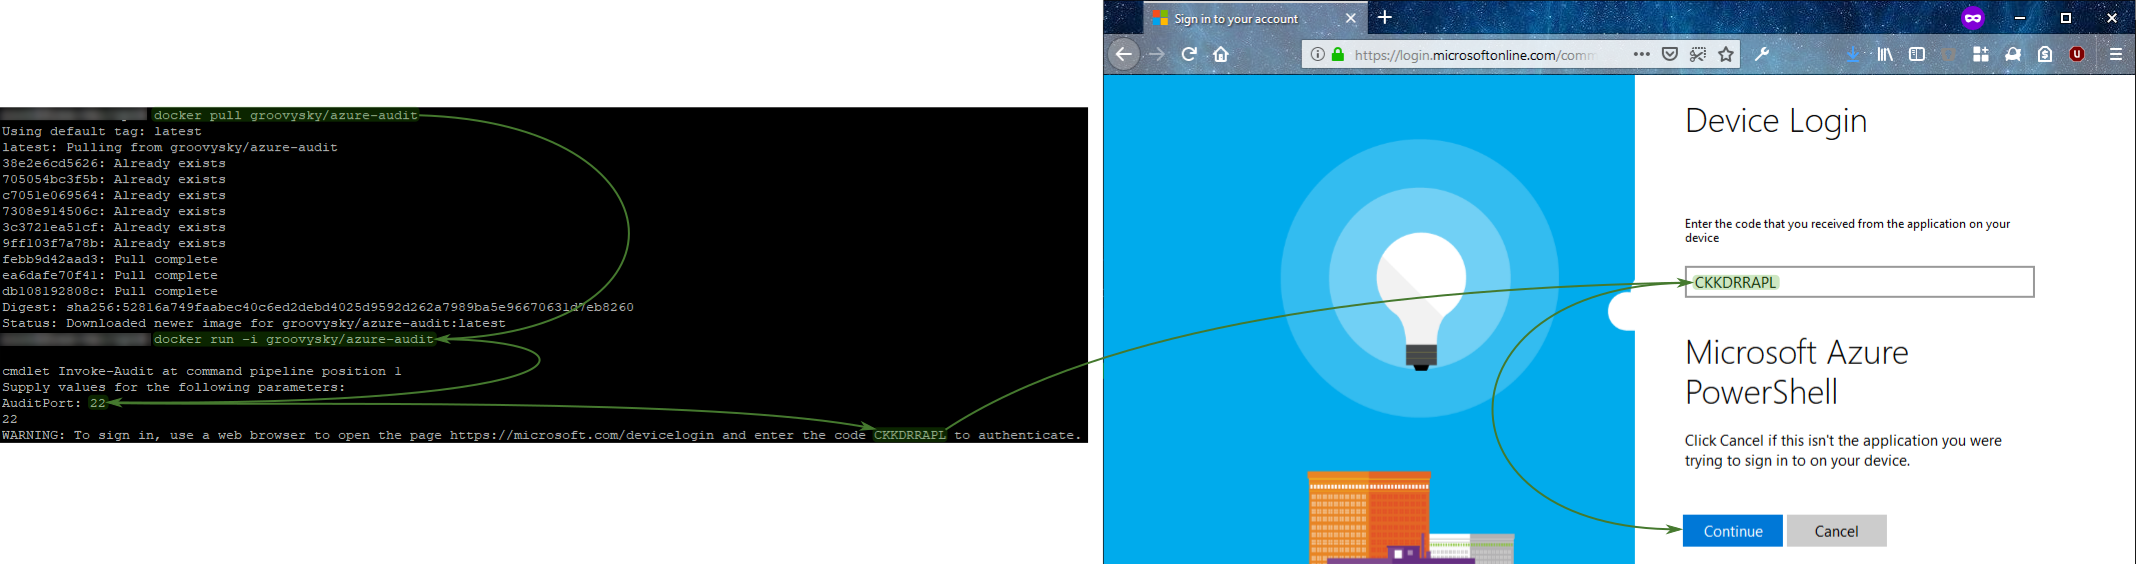 docker pull groovysky/azure-audit
Using default tag: latest
latest: Pulling from groovysky/azure-audit
38e2e6cd5626: Already exists
705054bc3f5b: Already exists
c7051e069564: Already exists
7308e914506c: Already exists
3c3721ea51cf: Already exists
9ff103f7a78b: Already exists
febb9d42aad3: Pull complete
ea6dafe70f41: Pull complete
db108192808c: Pull complete
Digest: sha256:52816a749faabec40c6ed2debd4025d9592d262a7989ba5e96670631d7eb8260
Status: Downloaded newer image for groovysky/azure-audit:latest
docker run -i groovysky/azure-audit
cmdlet Invoke-Audit at command pipeline position 1
Supply values for the following parameters:
AuditPort: 22
22
WARNING: To sign in, use a web browser to open the page https://microsoft.com/devicelogin and enter the code CKKDRRAPL to authenticate.
Sign in to your account
https://login.microsoftonline.com/comm
Device Login
Enter the code that you received from the application on your
device
CKKDRRAPL
Microsoft Azure
PowerShell
Click Cancel if this isn't the application you were
trying to sign in to on your device.
Continue
Cancel